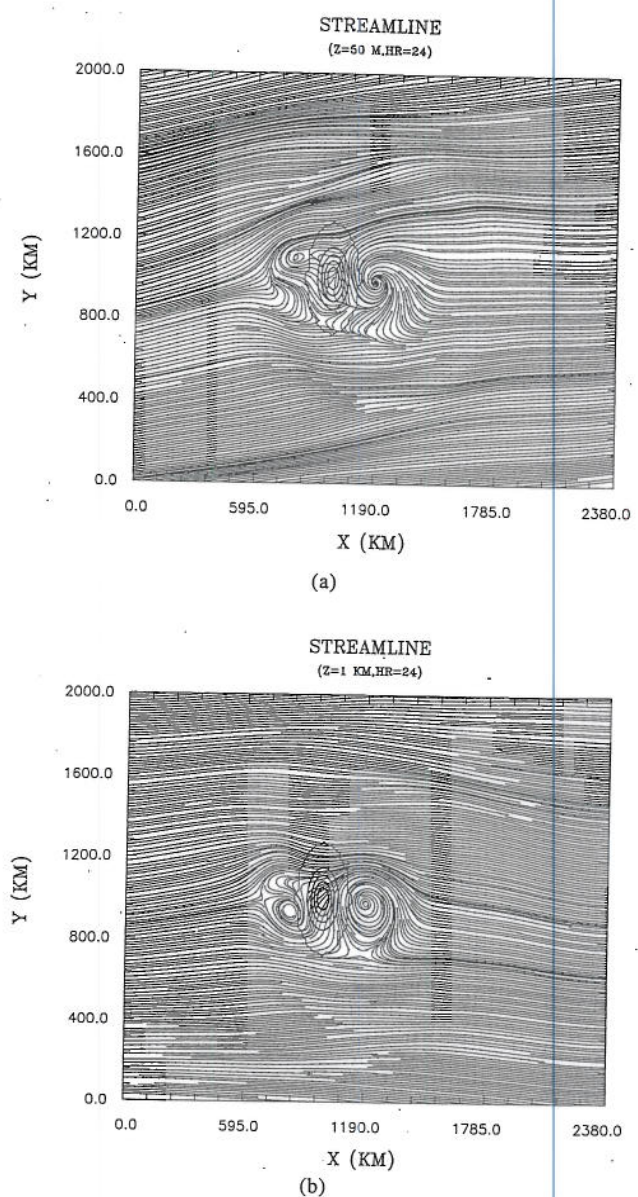 STREAMLINE
(Z=50 M,HR=24)
2000.0
1600.0
1200.0
800.0
400.0
0.0
Y (KM)
0.0 595.0 1190.0 1785.0 2380.0
X (KM)
(a)
STREAMLINE
(Z=1 KM,HR=24)
2000.0
1600.0
1200.0
800.0
400.0
0.0
Y (KM)
0.0 595.0 1190.0 1785.0 2380.0
X (KM)
(b)